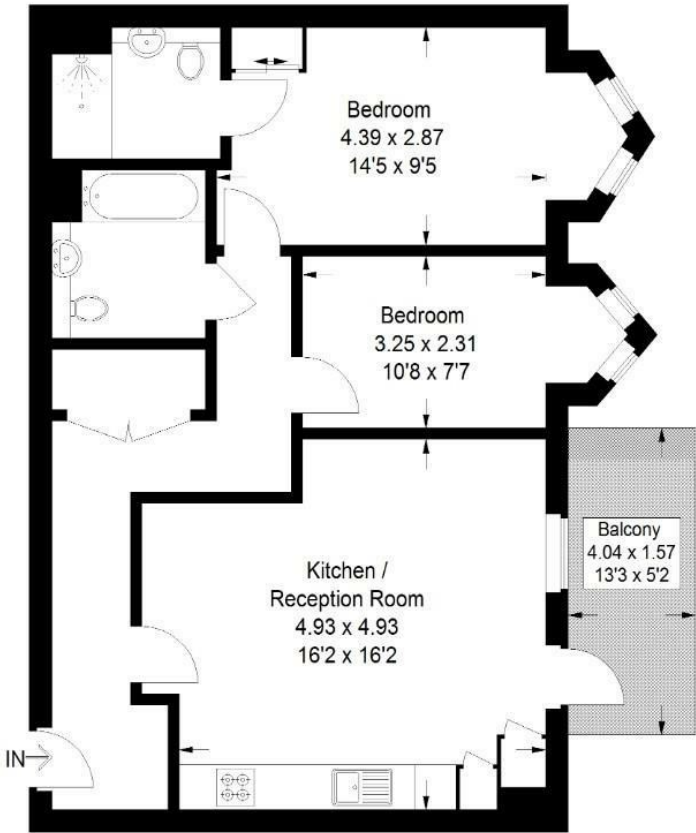 Bedroom
4.39 x 2.87
14'5 x 9'5
Bedroom
3.25 x 2.31
10'8 x 7'7
Balcony
4.04 x 1.57
13'3 x 5'2
Kitchen /
Reception Room
4.93 x 4.93
16'2 x 16'2
IN